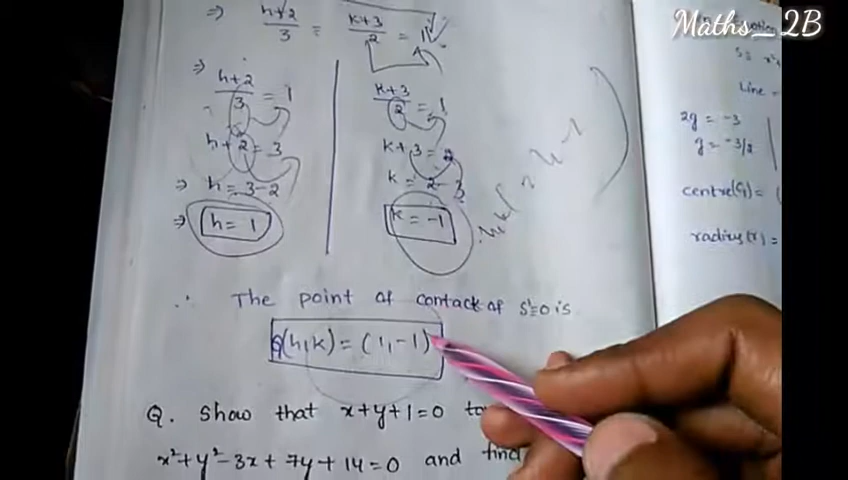 Maths_2B
⇒ h+2/3 = k+3/2 = 1
⇒ h+2/3 = 1
h+2 = 3
⇒ h = 3-2
⇒ h = 1
k+3/2 = 1
k+3 = 2
k = 2-3
k = -1
∴ The point of contack of S'=0 is
(h,k) = (1,-1)
Q. Show that x+y+1=0
x²+y²-3x+7y+14=0 and find
Line =
2g = -3
g = -3/2
centre(C1) = (
radius(r) =